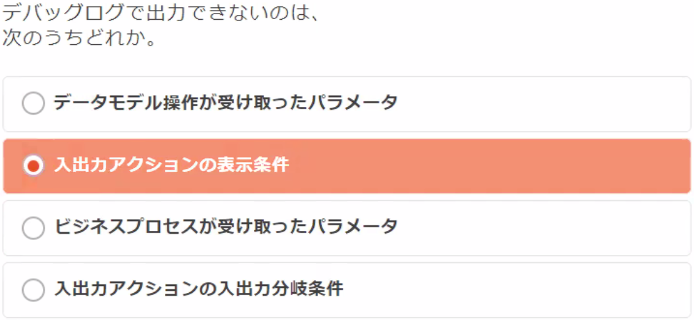 デバッグログで出力できないのは、
次のうちどれか。
データモデル操作が受け取ったパラメータ
入出力アクションの表示条件
ビジネスプロセスが受け取ったパラメータ
入出力アクションの入出力分岐条件